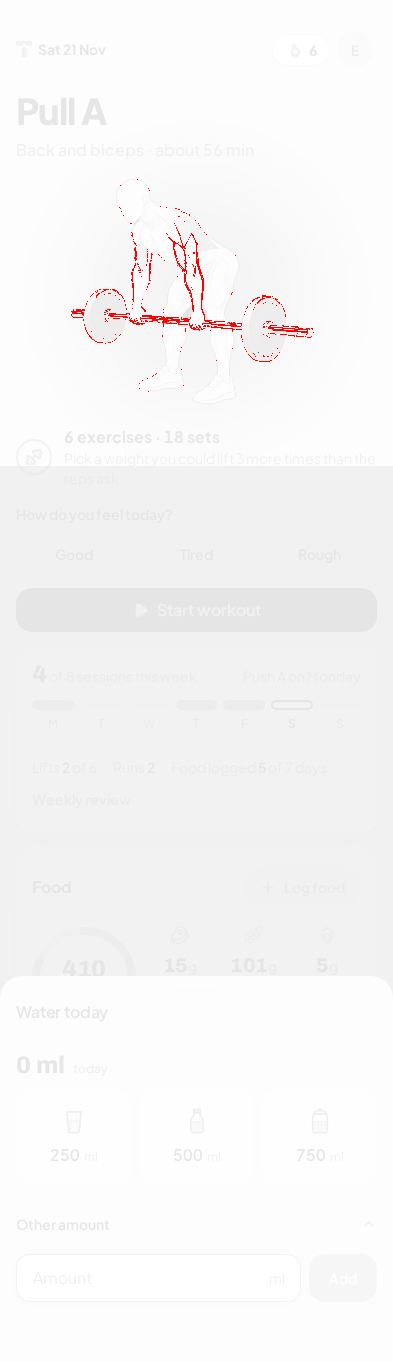 Sat 21 Nov
6
E
Pull A
Back and biceps · about 56 min
6 exercises · 18 sets
Pick a weight you could lift 3 more times than the
reps ask
How do you feel today?
Good Tired Rough
Start workout
4 of 8 sessions this week Push A on Monday
M T W T F S S
Lifts 2 of 6 Runs 2 Food logged 5 of 7 days
Weekly review
Food
Log food
410 15g 101g 5g
Water today
0 ml today
250 ml 500 ml 750 ml
Other amount
Amount ml Add